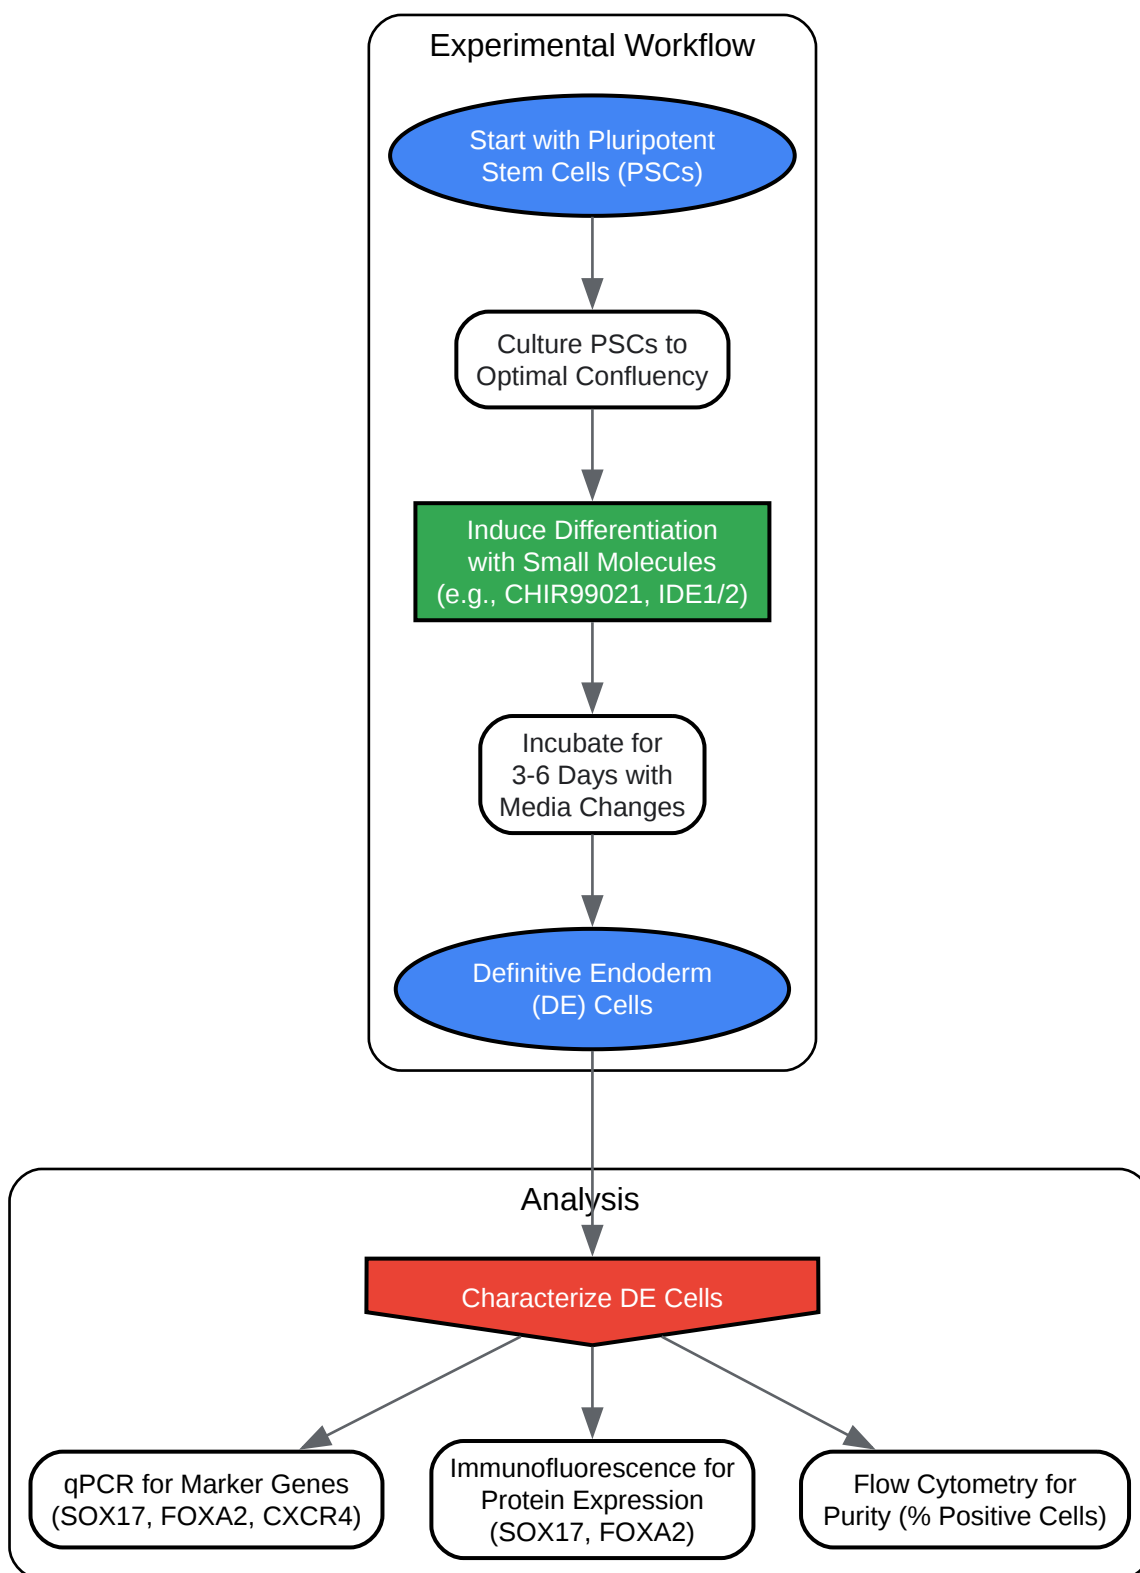 Experimental Workflow
Start with Pluripotent
Stem Cells (PSCs)
Culture PSCs to
Optimal Confluency
Induce Differentiation
with Small Molecules
(e.g., CHIR99021, IDE1/2)
Incubate for
3-6 Days with
Media Changes
Definitive Endoderm
(DE) Cells
Analysis
Characterize DE Cells
qPCR for Marker Genes
(SOX17, FOXA2, CXCR4)
Immunofluorescence for
Protein Expression
(SOX17, FOXA2)
Flow Cytometry for
Purity (% Positive Cells)